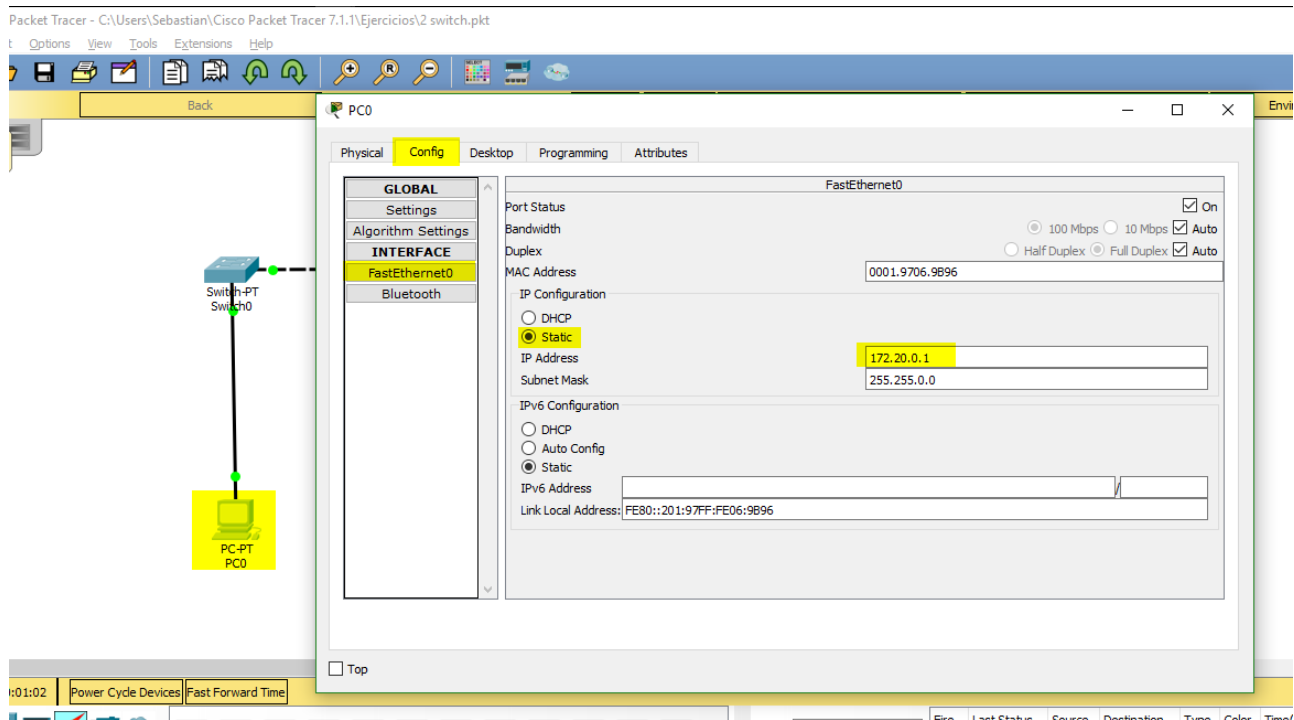 Packet Tracer - C:\Users\Sebastian\Cisco Packet Tracer 7.1.1\Ejercicios\2 switch.pkt
t Options View Tools Extensions Help
Back
Envi
PC0
Physical Config Desktop Programming Attributes
GLOBAL
Settings
Algorithm Settings
INTERFACE
FastEthernet0
Bluetooth
FastEthernet0
Port Status On
Bandwidth 100 Mbps 10 Mbps Auto
Duplex Half Duplex Full Duplex Auto
MAC Address 0001.9706.9B96
IP Configuration
DHCP
Static
IP Address 172.20.0.1
Subnet Mask 255.255.0.0
IPv6 Configuration
DHCP
Auto Config
Static
IPv6 Address /
Link Local Address: FE80::201:97FF:FE06:9B96
Top
Switch-PT
Switch0
PC-PT
PC0
:01:02 Power Cycle Devices Fast Forward Time
Fire Last Status Source Destination Type Color Time(